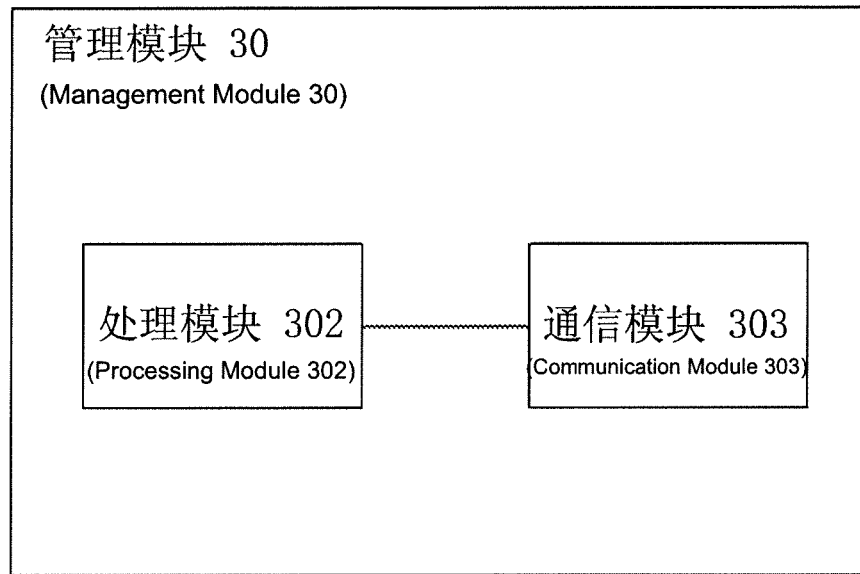 管理模块 30
(Management Module 30)
处理模块 302
(Processing Module 302)
通信模块 303
(Communication Module 303)